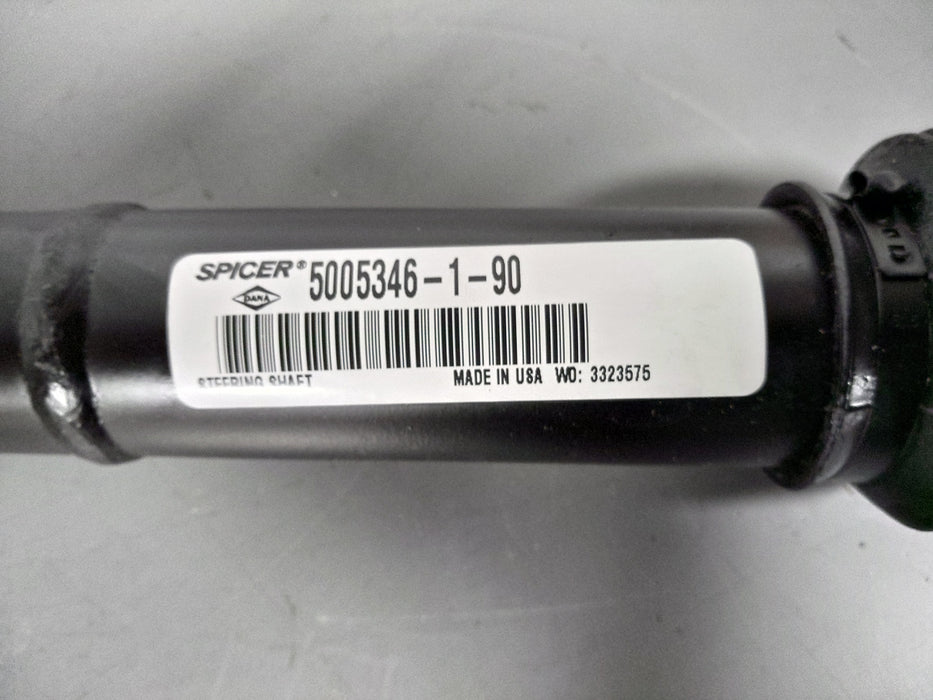 SPICER® 5005346-1-90
DANA
STEERING SHAFT MADE IN USA WO: 3323575